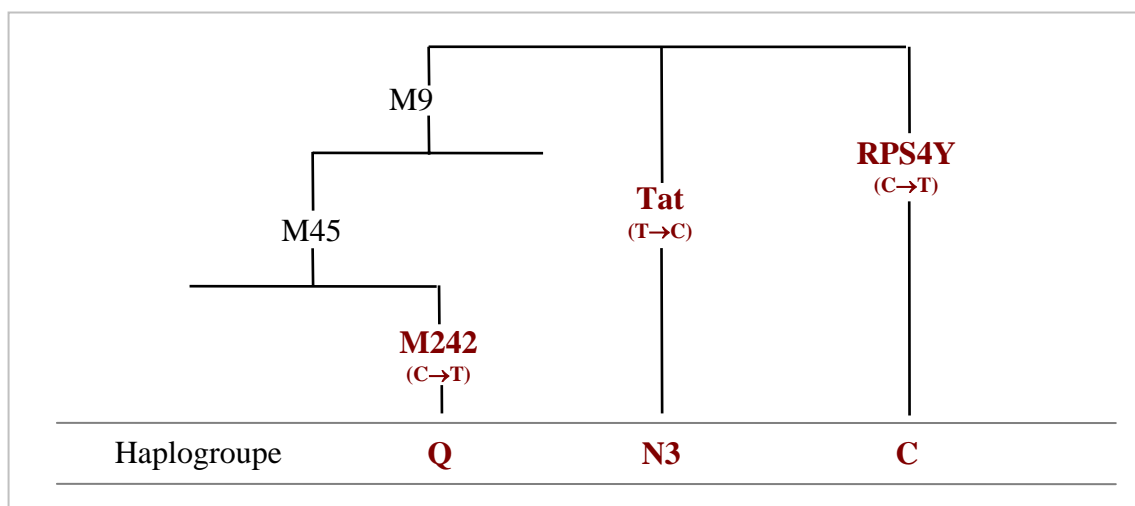 M9
RPS4Y
(C→T)
Tat
(T→C)
M45
M242
(C→T)
Haplogroupe Q N3 C